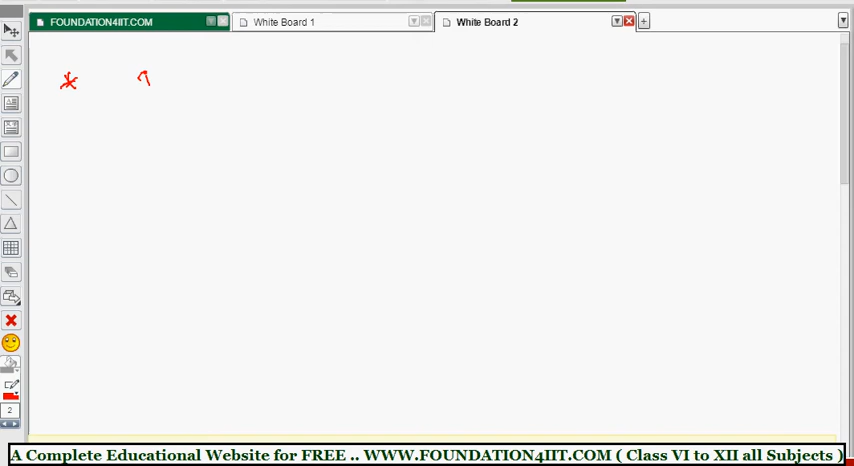 FOUNDATION4IIT.COM White Board 1 White Board 2
*
2
A Complete Educational Website for FREE .. WWW.FOUNDATION4IIT.COM ( Class VI to XII all Subjects )